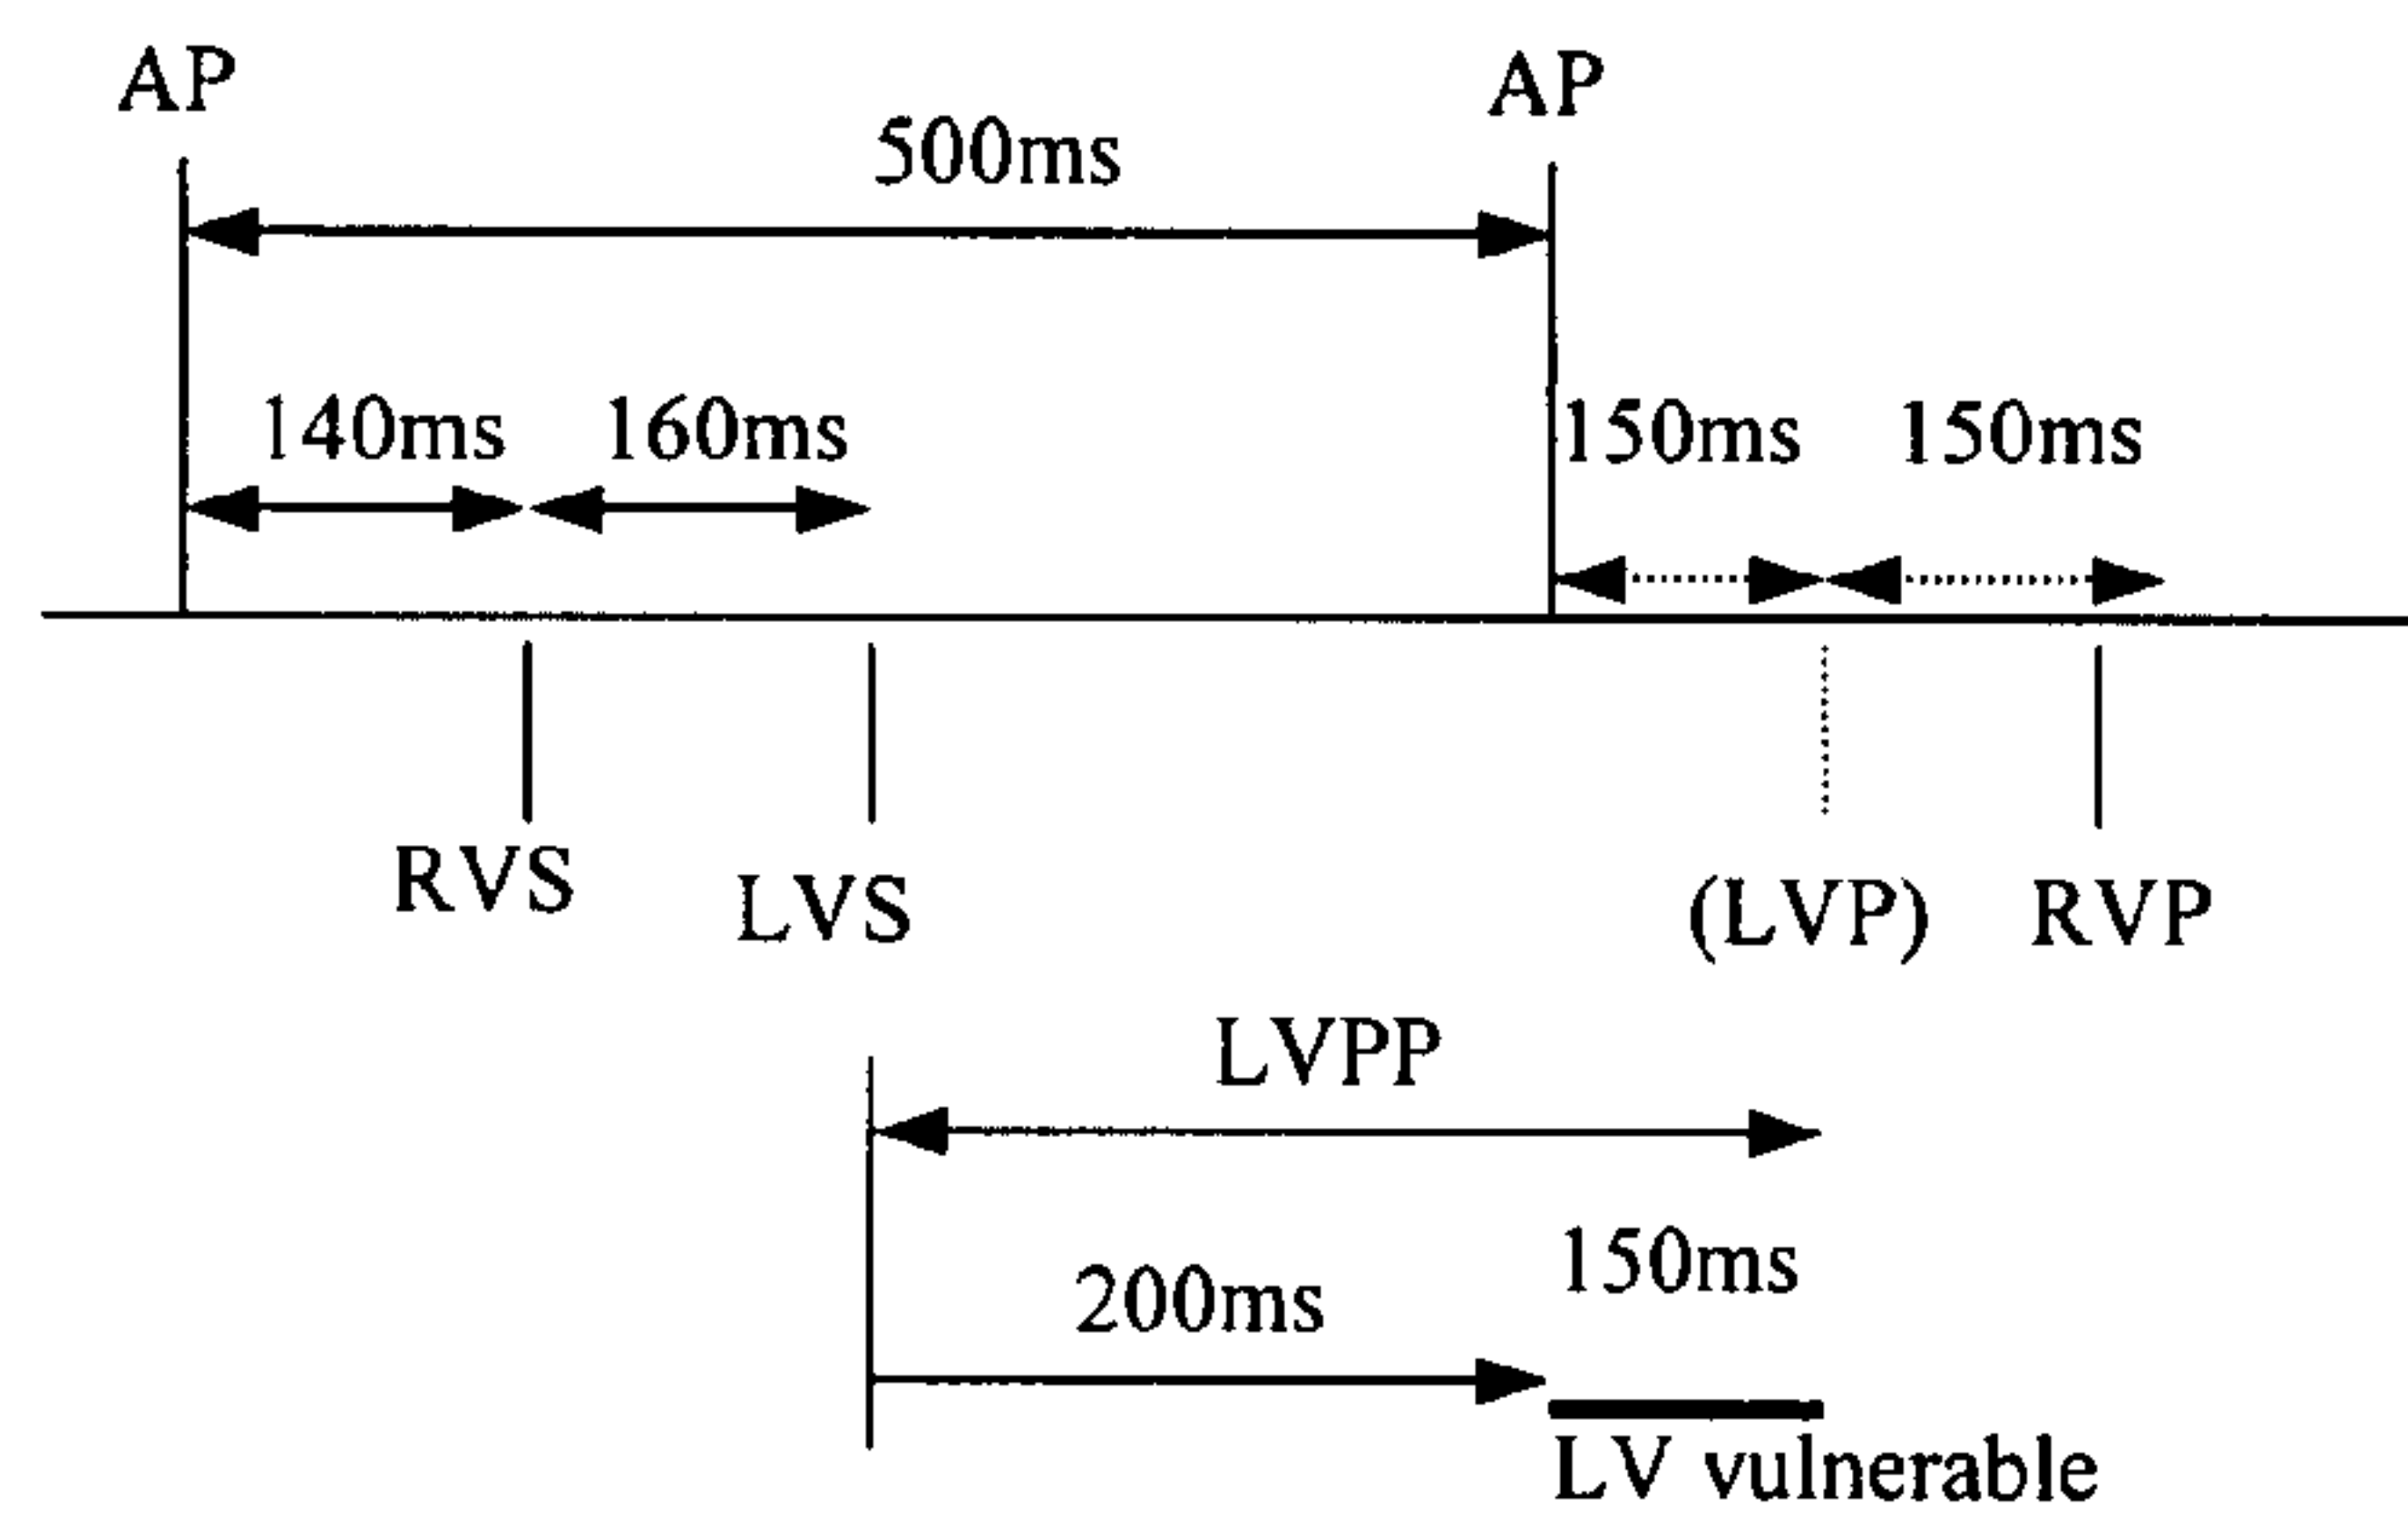 AP
AP
500ms
140ms
160ms
150ms
150ms
RVS
LVS
(LVP)
RVP
LVPP
150ms
200ms
LV vulnerable